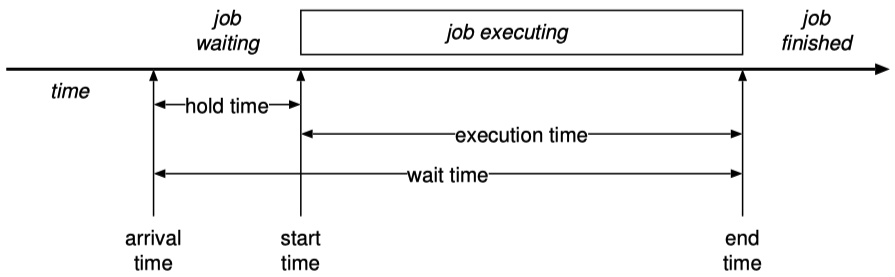 job
waiting
job executing
job
finished
time
hold time
execution time
wait time
arrival
time
start
time
end
time